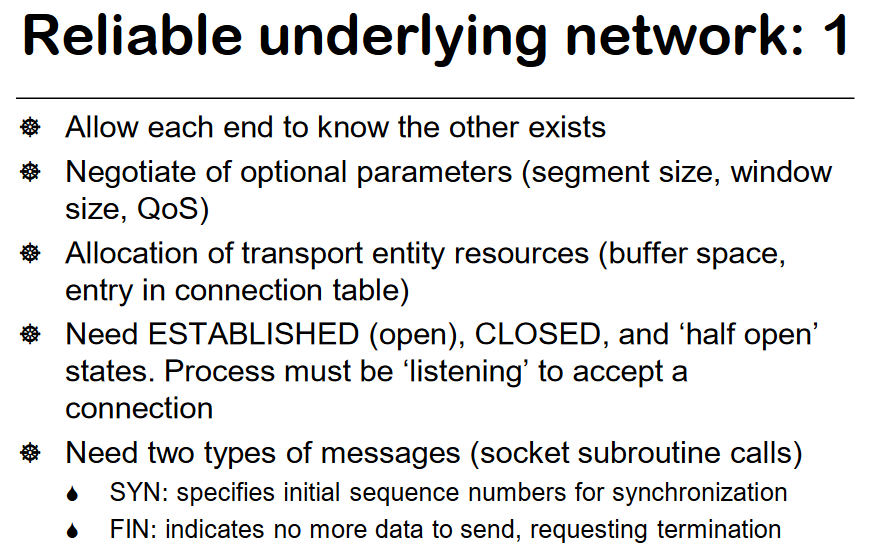 Reliable underlying network: 1
Allow each end to know the other exists
Negotiate of optional parameters (segment size, window
size, QoS)
Allocation of transport entity resources (buffer space,
entry in connection table)
Need ESTABLISHED (open), CLOSED, and ‘half open’
states. Process must be ‘listening’ to accept a
connection
Need two types of messages (socket subroutine calls)
SYN: specifies initial sequence numbers for synchronization
FIN: indicates no more data to send, requesting termination